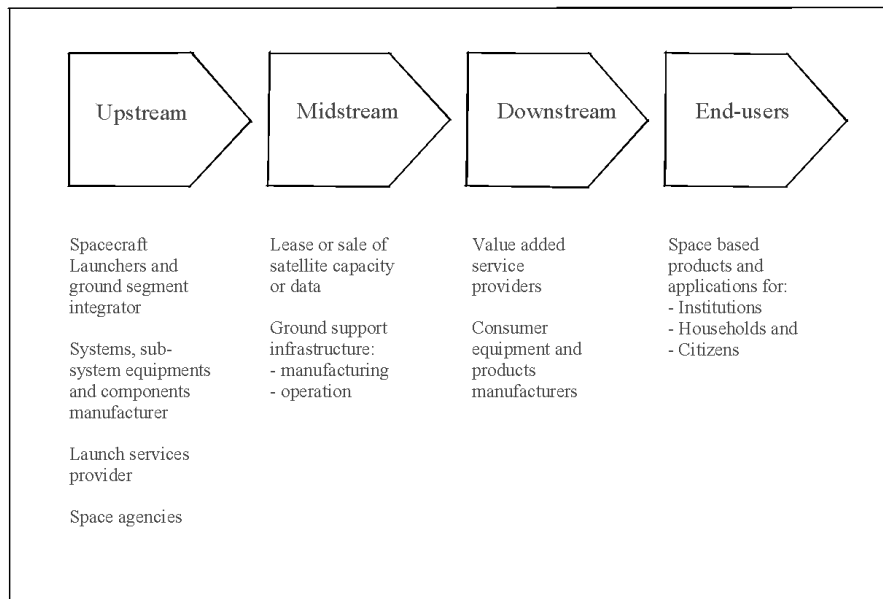 Upstream
Midstream
Downstream
End-users
Spacecraft
Launchers and
ground segment
integrator
Systems, sub-
system equipments
and components
manufacturer
Launch services
provider
Space agencies
Lease or sale of
satellite capacity
or data
Ground support
infrastructure:
- manufacturing
- operation
Value added
service
providers
Consumer
equipment and
products
manufacturers
Space based
products and
applications for:
- Institutions
- Households and
- Citizens